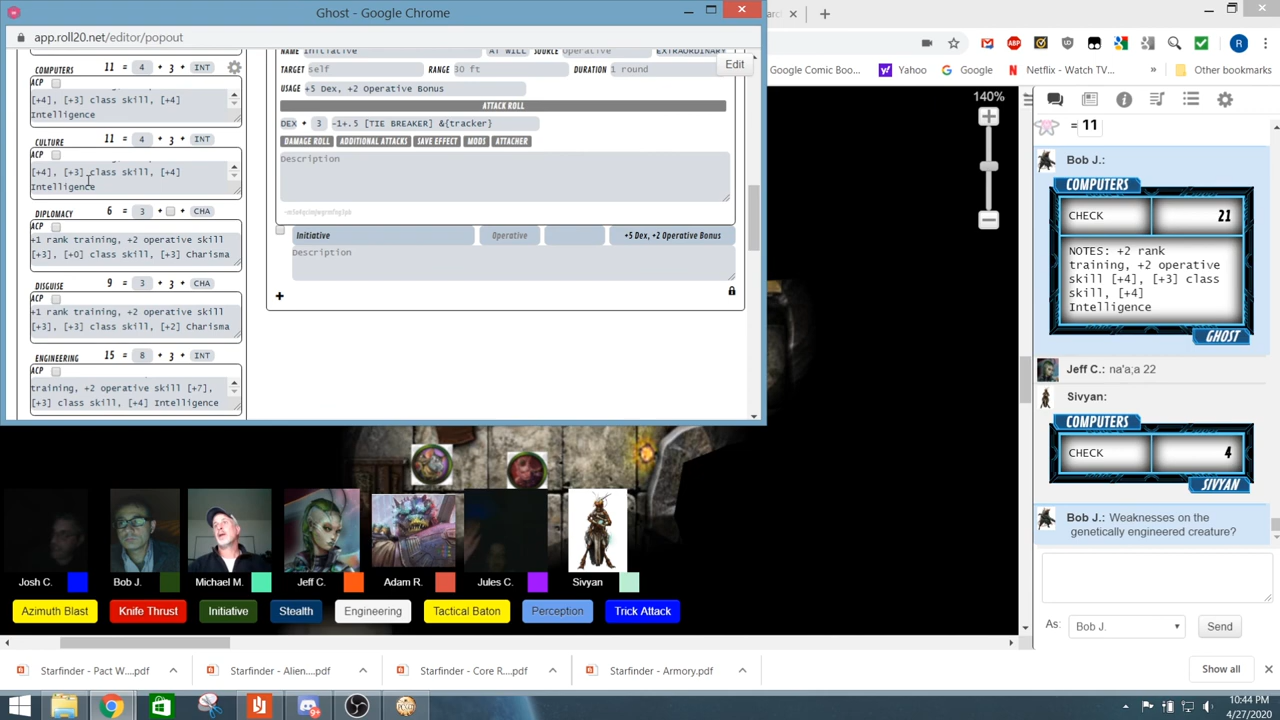 Ghost - Google Chrome
app.roll20.net/editor/popout
COMPUTERS 11 = 4 + 3 + INT
ACP
[+4], [+3] class skill, [+4]
Intelligence
CULTURE 11 = 4 + 3 + INT
ACP
[+4], [+3] class skill, [+4]
Intelligence
DIPLOMACY 6 = 3 + + CHA
ACP
+1 rank training, +2 operative skill
[+3], [+0] class skill, [+3] Charisma
DISGUISE 9 = 3 + 3 + CHA
ACP
+1 rank training, +2 operative skill
[+3], [+3] class skill, [+2] Charisma
ENGINEERING 15 = 8 + 3 + INT
ACP
training, +2 operative skill [+7],
[+3] class skill, [+4] Intelligence
NAME Initiative AT WILL SOURCE Operative EXTRAORDINARY
Edit
TARGET self RANGE 30 ft DURATION 1 round
USAGE +5 Dex, +2 Operative Bonus
ATTACK ROLL
DEX + 3 -1+.5 [TIE BREAKER] &{tracker}
DAMAGE ROLL ADDITIONAL ATTACKS SAVE EFFECT MODS ATTACHER
Description
Initiative Operative +5 Dex, +2 Operative Bonus
Description
+
Google Comic Boo... Yahoo Google Netflix - Watch TV... » Other bookmarks
R
140%
= 11
Bob J.:
COMPUTERS
CHECK 21
NOTES: +2 rank
training, +2 operative
skill [+4], [+3] class
skill, [+4]
Intelligence
GHOST
Jeff C.: na'a;a 22
Sivyan:
COMPUTERS
CHECK 4
SIVYAN
Bob J.: Weaknesses on the
genetically engineered creature?
As: Bob J. Send
Josh C. Bob J. Michael M. Jeff C. Adam R. Jules C. Sivyan
Azimuth Blast Knife Thrust Initiative Stealth Engineering Tactical Baton Perception Trick Attack
Starfinder - Pact W....pdf Starfinder - Alien....pdf Starfinder - Core R....pdf Starfinder - Armory.pdf Show all
10:44 PM
4/27/2020